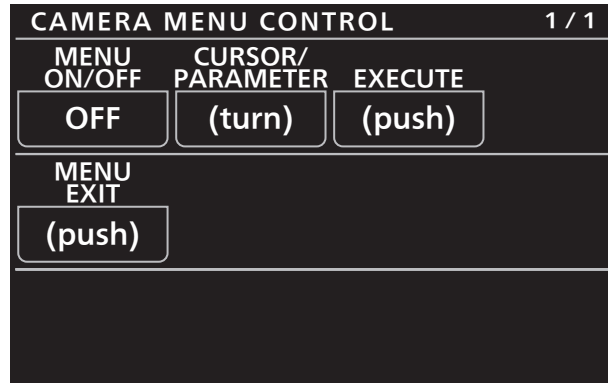 CAMERA MENU CONTROL 1 / 1
MENU
ON/OFF
CURSOR/
PARAMETER
EXECUTE
OFF
(turn)
(push)
MENU
EXIT
(push)